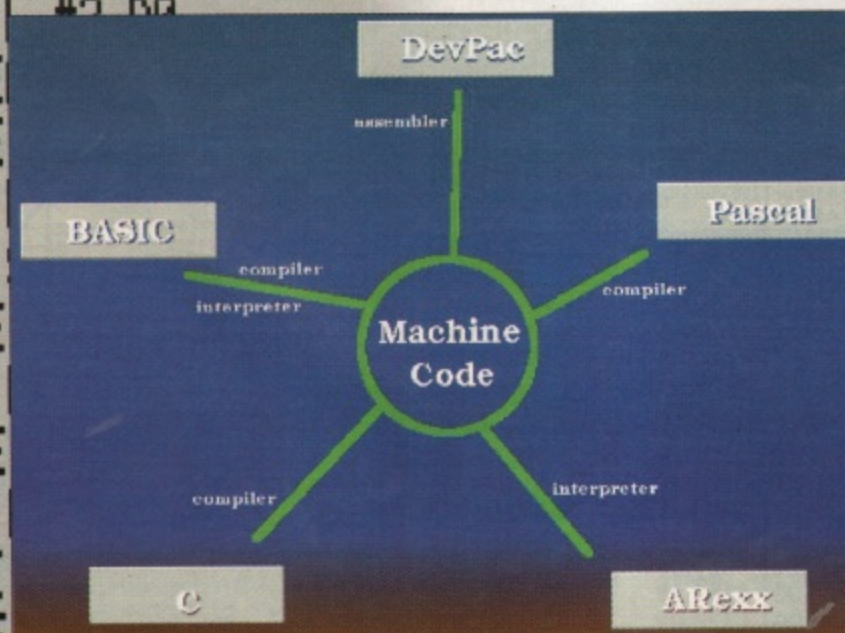 DevPac
assembler
BASIC
Pascal
compiler
interpreter
compiler
Machine
Code
compiler
interpreter
C
ARexx